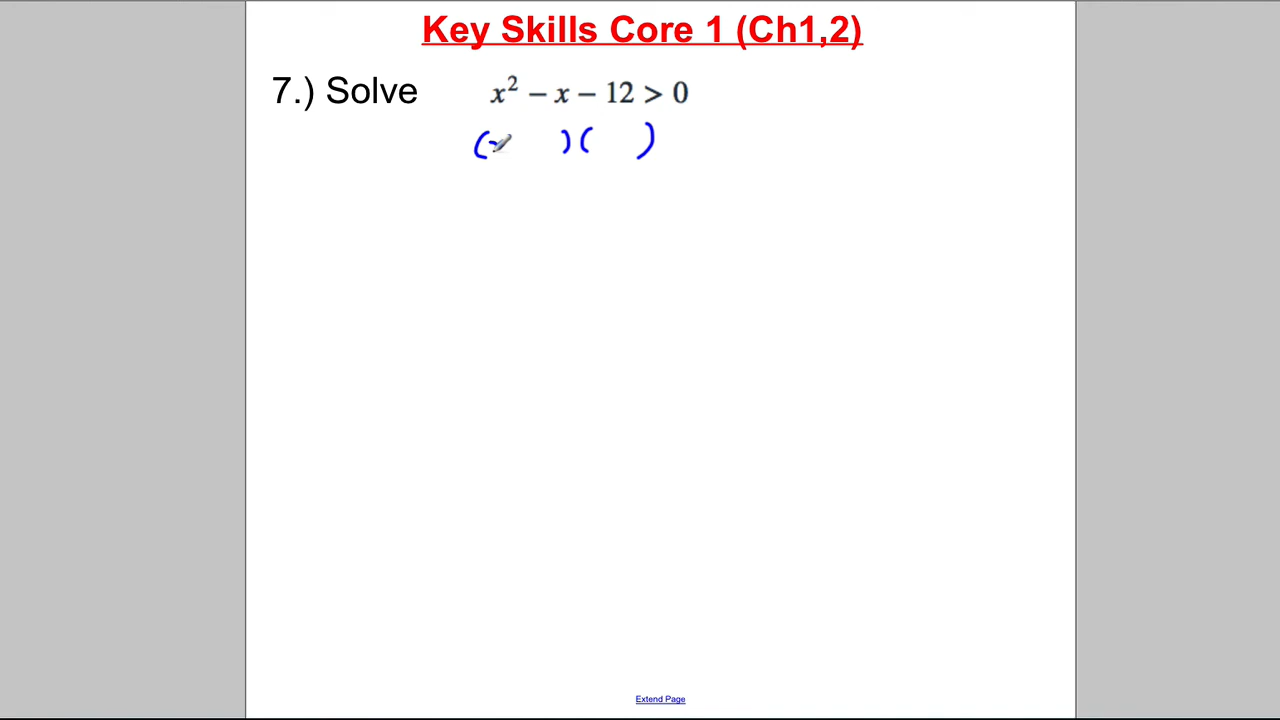 Key Skills Core 1 (Ch1,2)
7.) Solve x² − x − 12 > 0
( )( )
Extend Page